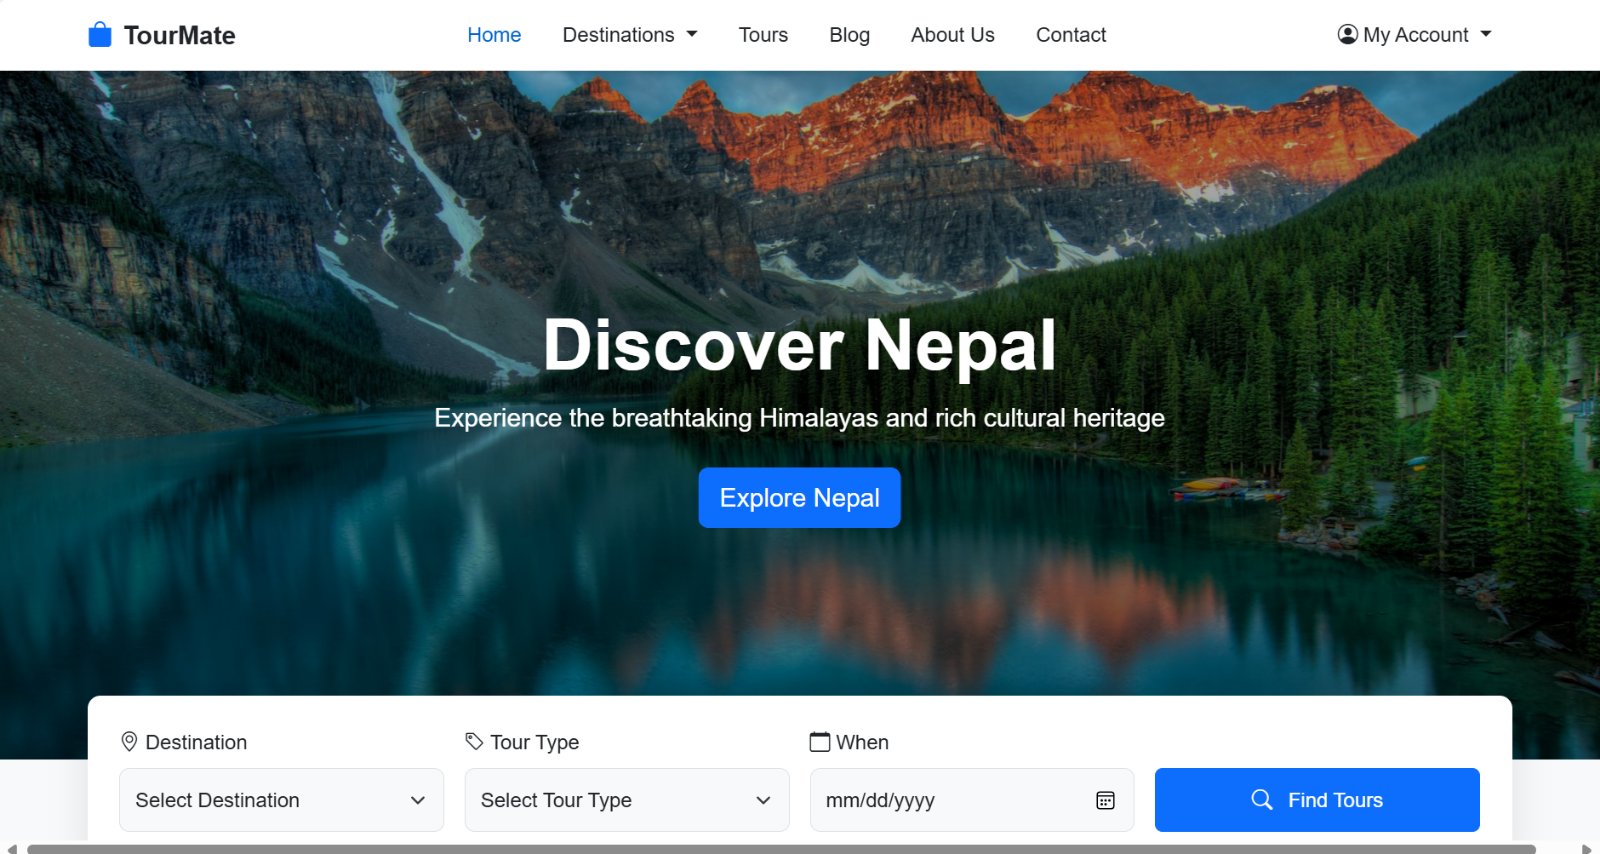 TourMate
Home Destinations Tours Blog About Us Contact
My Account
Discover Nepal
Experience the breathtaking Himalayas and rich cultural heritage
Explore Nepal
Destination
Select Destination
Tour Type
Select Tour Type
When
mm/dd/yyyy
Find Tours